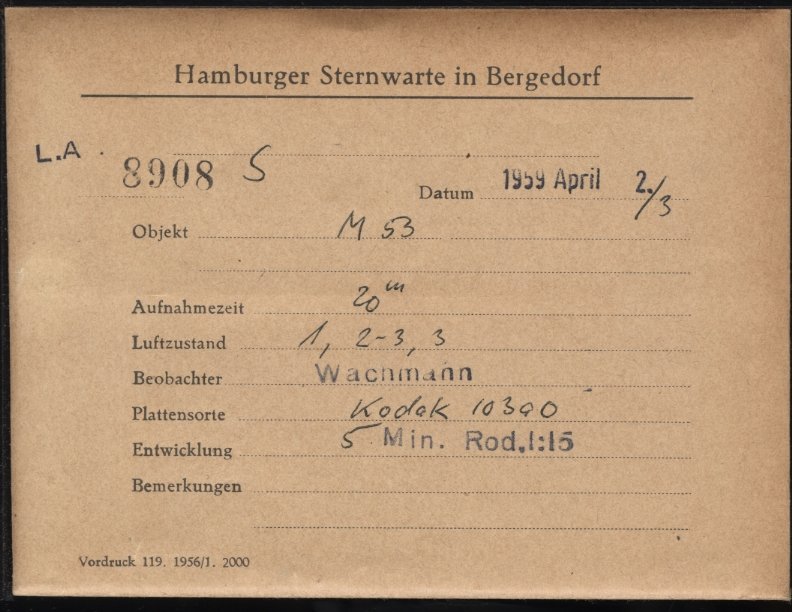 Hamburger Sternwarte in Bergedorf
L.A.
8908 S
Datum 1959 April 2./3
Objekt M 53
Aufnahmezeit 20m
Luftzustand 1, 2-3, 3
Beobachter Wachmann
Plattensorte Kodak 103a0
Entwicklung 5 Min. Rod.1:15
Bemerkungen
Vordruck 119. 1956/1. 2000